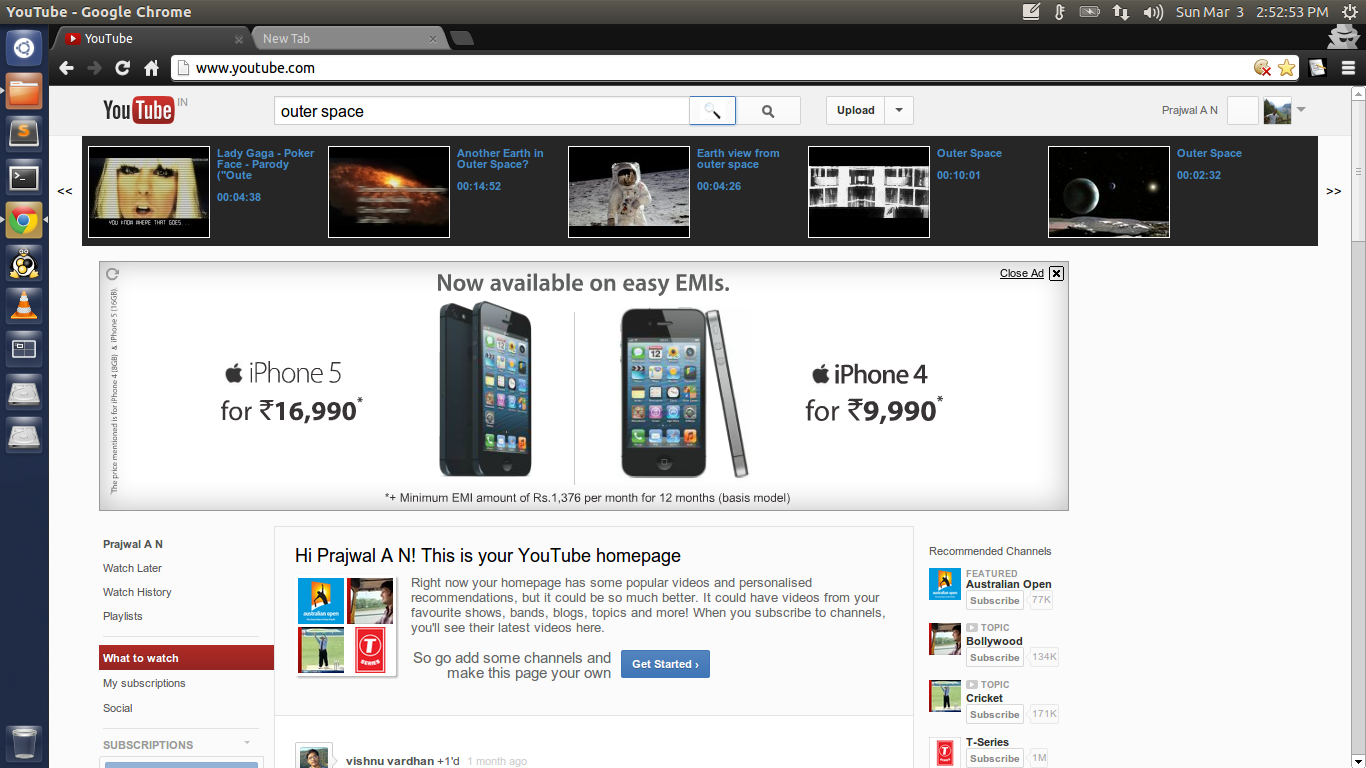 YouTube - Google Chrome
Sun Mar 3 2:52:53 PM
YouTube
New Tab
www.youtube.com
YouTube IN
outer space
Upload
Prajwal A N
<<
Lady Gaga - Poker
Face - Parody
("Oute
00:04:38
YOU KNOW WHERE THAT GOES...
Another Earth in
Outer Space?
00:14:52
Earth view from
outer space
00:04:26
Outer Space
00:10:01
Outer Space
00:02:32
>>
Close Ad
Now available on easy EMIs.
The price mentioned is for iPhone 4 (8GB) & iPhone 5 (16GB).
iPhone 5
for ₹16,990*
iPhone 4
for ₹9,990*
*+ Minimum EMI amount of Rs.1,376 per month for 12 months (basis model)
Prajwal A N
Watch Later
Watch History
Playlists
What to watch
My subscriptions
Social
SUBSCRIPTIONS
Hi Prajwal A N! This is your YouTube homepage
australian open
T
SERIES
Right now your homepage has some popular videos and personalised
recommendations, but it could be so much better. It could have videos from your
favourite shows, bands, blogs, topics and more! When you subscribe to channels,
you'll see their latest videos here.
So go add some channels and
make this page your own
Get Started ›
vishnu vardhan +1'd 1 month ago
Recommended Channels
FEATURED
Australian Open
Subscribe 77K
TOPIC
Bollywood
Subscribe 134K
TOPIC
Cricket
Subscribe 171K
T-Series
Subscribe 1M